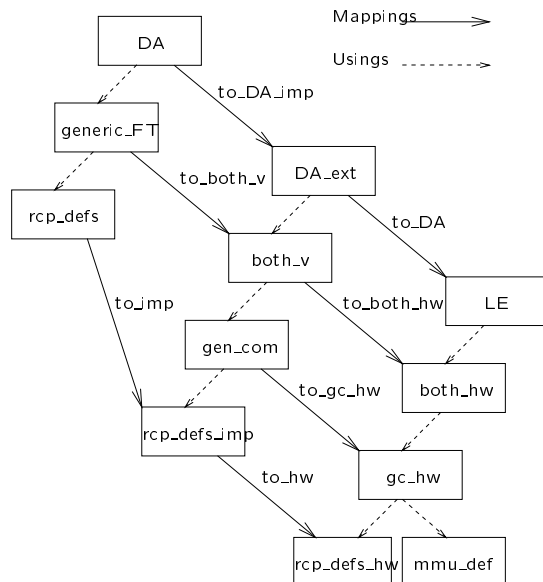 Mappings
DA
Usings
to_DA_imp
generic_FT
DA_ext
to_both_v
rcp_defs
to_DA
both_v
to_imp
to_both_hw
LE
gen_com
to_gc_hw
both_hw
rcp_defs_imp
to_hw
gc_hw
rcp_defs_hw
mmu_def